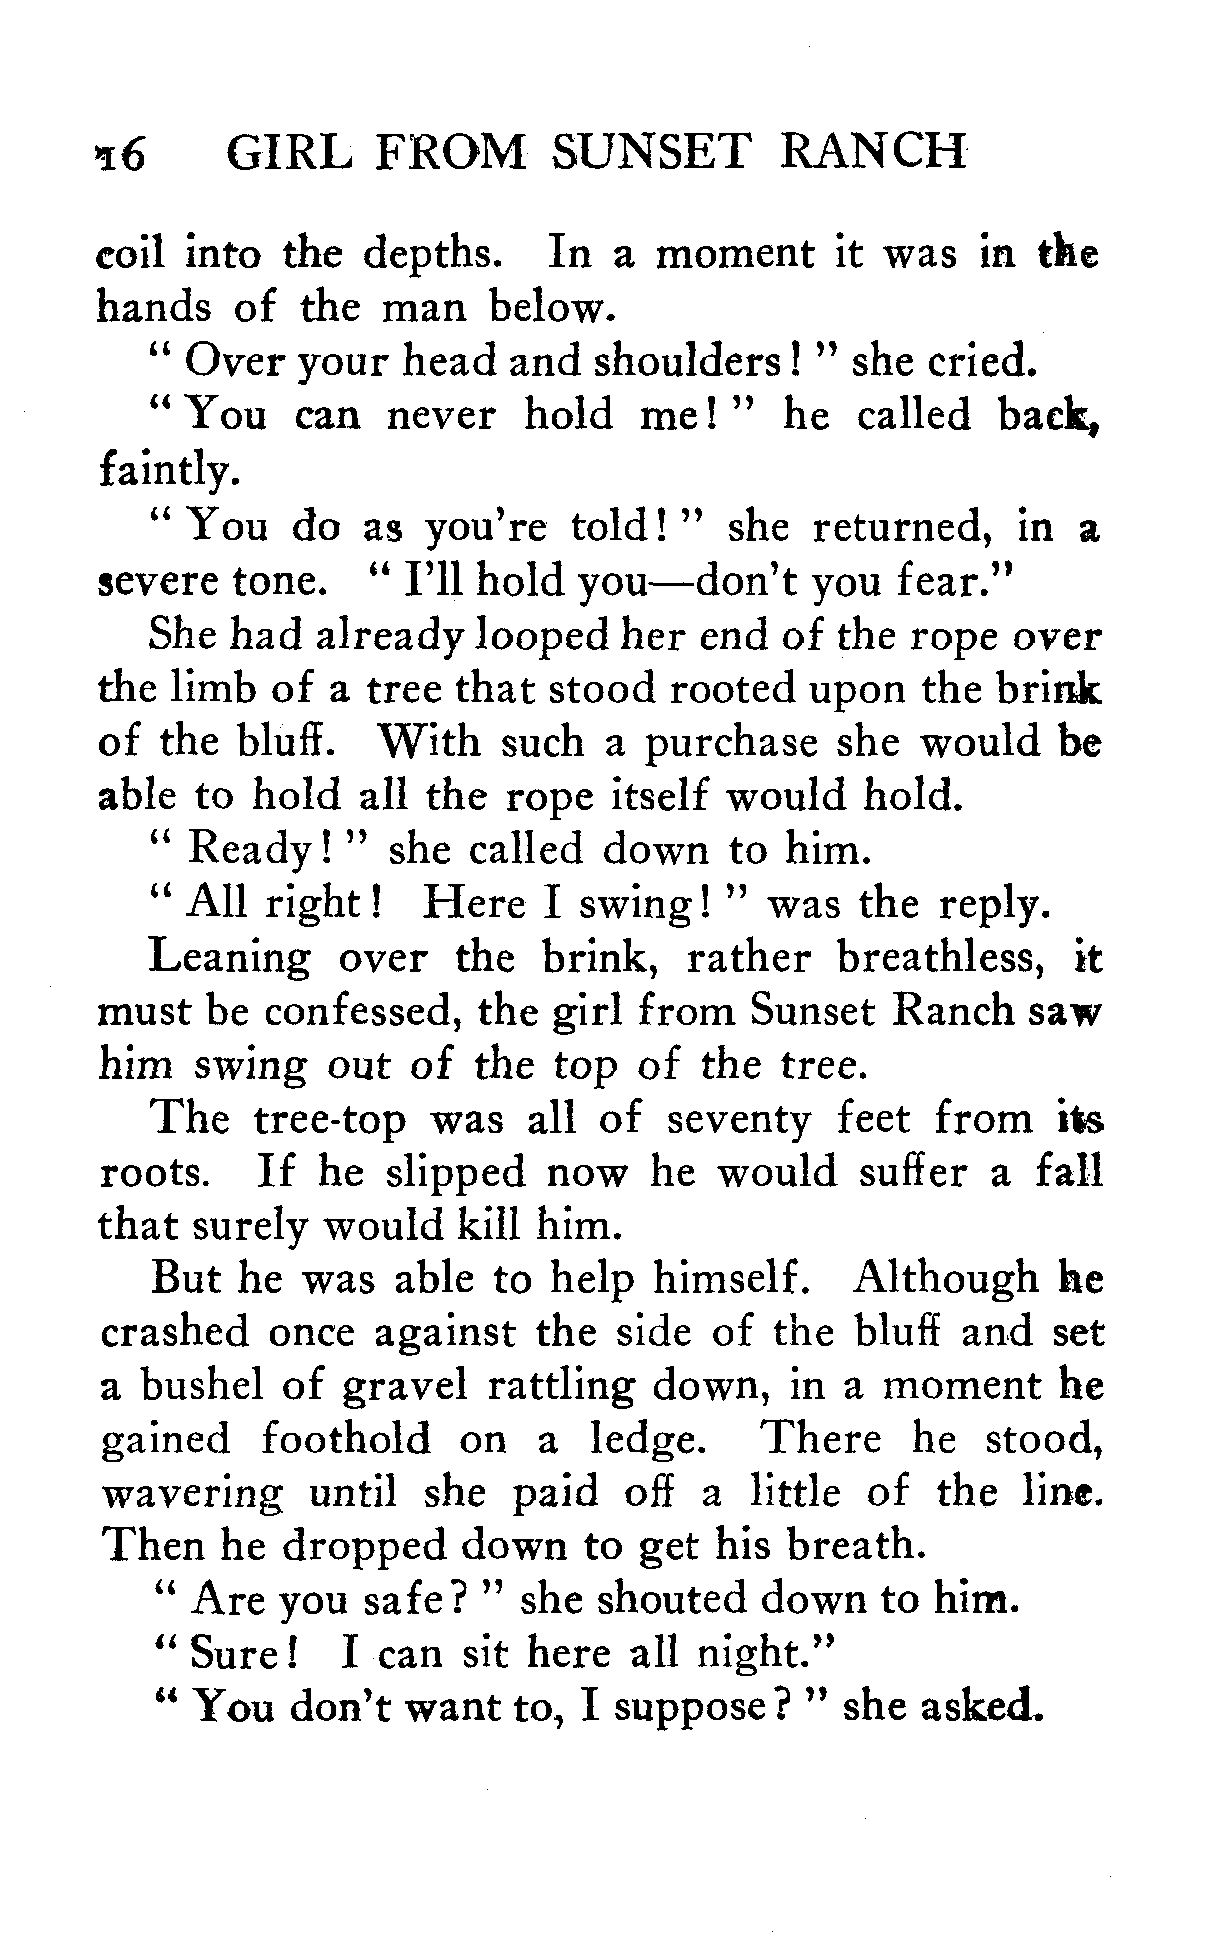 16 GIRL FROM SUNSET RANCH
coil into the depths. In a moment it was in the
hands of the man below.
" Over your head and shoulders ! " she cried.
" You can never hold me ! " he called back,
faintly.
" You do as you're told ! " she returned, in a
severe tone. " I'll hold you—don't you fear."
She had already looped her end of the rope over
the limb of a tree that stood rooted upon the brink
of the bluff. With such a purchase she would be
able to hold all the rope itself would hold.
" Ready ! " she called down to him.
" All right ! Here I swing ! " was the reply.
Leaning over the brink, rather breathless, it
must be confessed, the girl from Sunset Ranch saw
him swing out of the top of the tree.
The tree-top was all of seventy feet from its
roots. If he slipped now he would suffer a fall
that surely would kill him.
But he was able to help himself. Although he
crashed once against the side of the bluff and set
a bushel of gravel rattling down, in a moment he
gained foothold on a ledge. There he stood,
wavering until she paid off a little of the line.
Then he dropped down to get his breath.
" Are you safe ? " she shouted down to him.
" Sure ! I can sit here all night."
" You don't want to, I suppose ? " she asked.